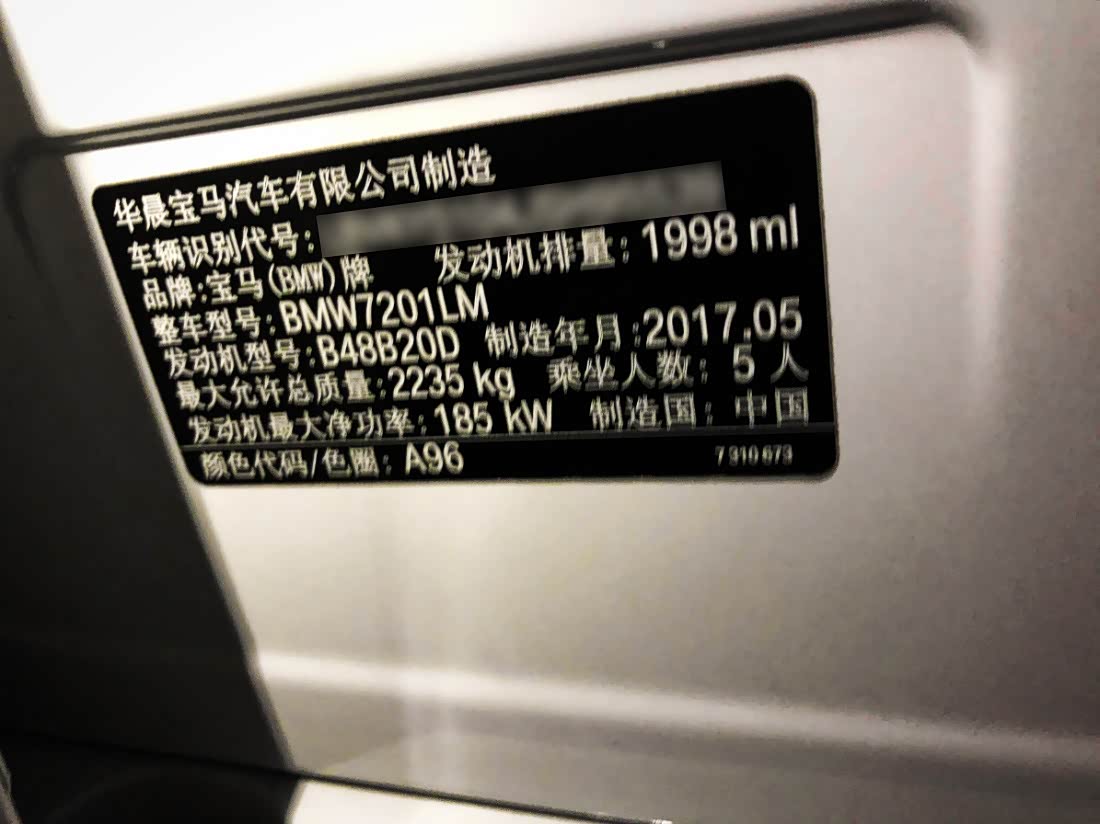 华晨宝马汽车有限公司制造
车辆识别代号:
品牌:宝马(BMW)牌 发动机排量:1998 ml
整车型号:BMW7201LM
发动机型号:B48B20D 制造年月:2017.05
最大允许总质量:2235 kg 乘坐人数:5 人
发动机最大净功率:185 kW 制造国:中国
颜色代码/色圈:A96 7 310 673